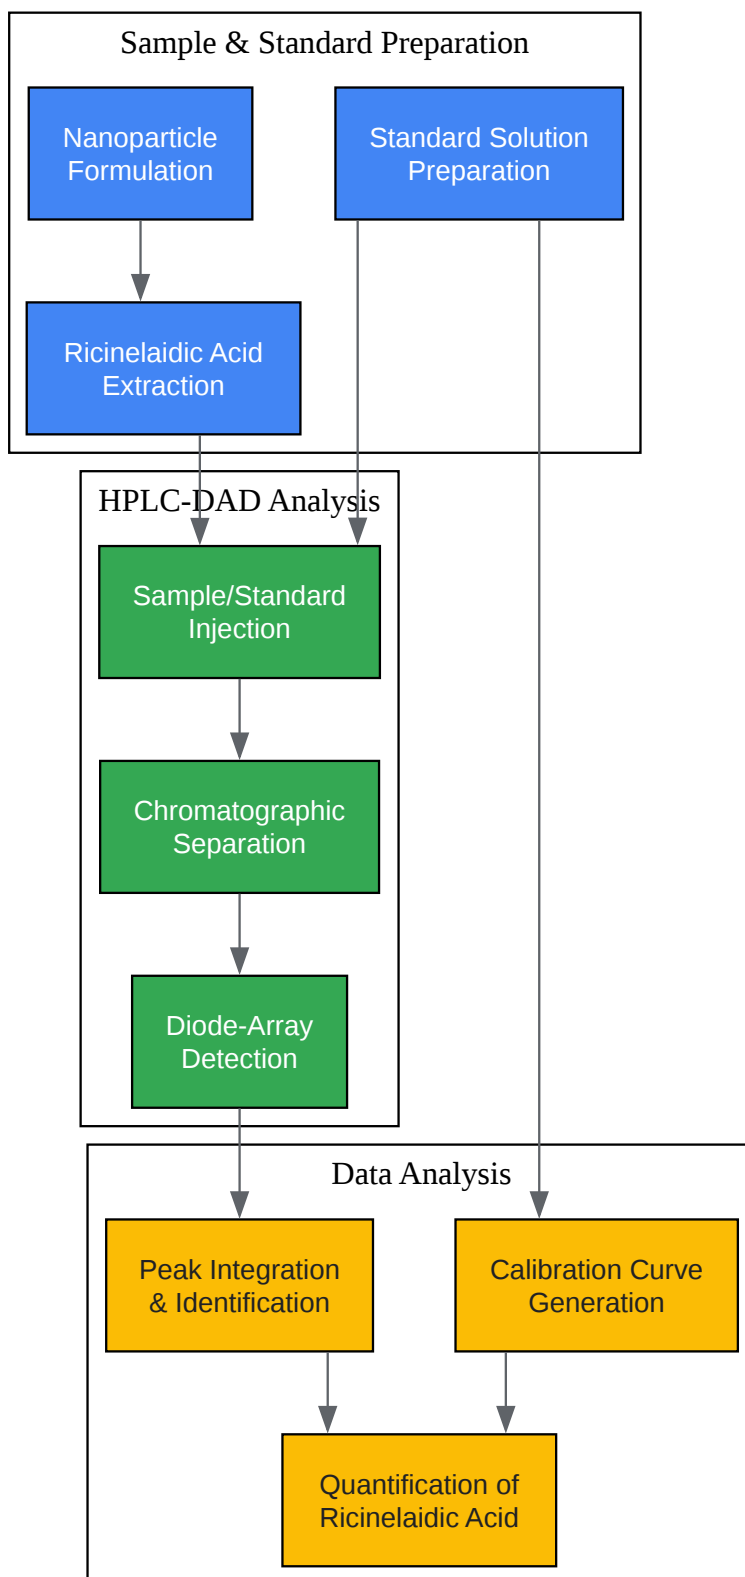 Sample & Standard Preparation
Nanoparticle
Formulation
Standard Solution
Preparation
Ricinelaidic Acid
Extraction
HPLC-DAD Analysis
Sample/Standard
Injection
Chromatographic
Separation
Diode-Array
Detection
Data Analysis
Peak Integration
& Identification
Calibration Curve
Generation
Quantification of
Ricinelaidic Acid